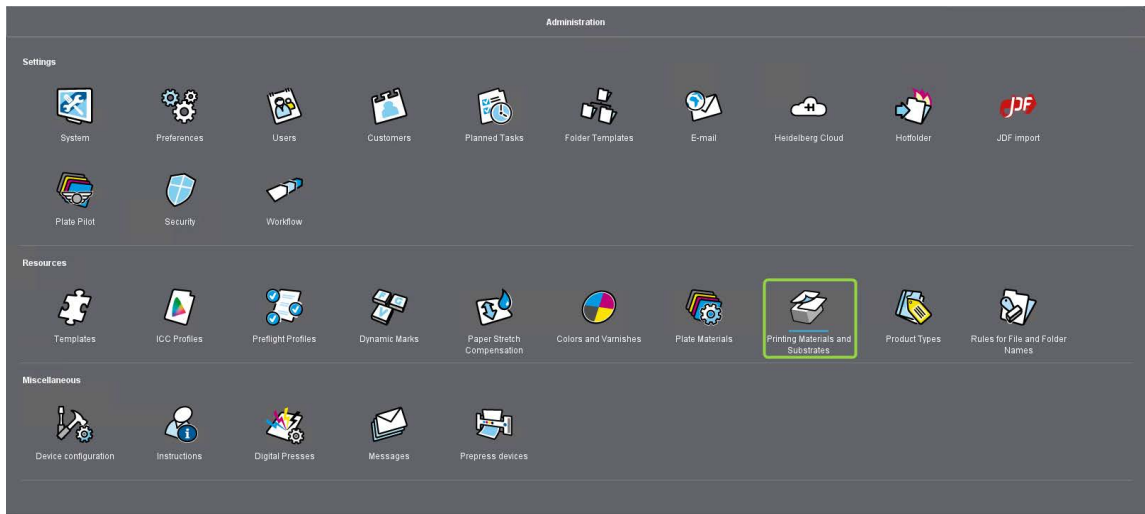 Administration
Settings
System Preferences Users Customers Planned Tasks Folder Templates E-mail Heidelberg Cloud Hotfolder JDF import
Plate Pilot Security Workflow
Resources
Templates ICC Profiles Preflight Profiles Dynamic Marks Paper Stretch Compensation Colors and Varnishes Plate Materials Printing Materials and Substrates Product Types Rules for File and Folder Names
Miscellaneous
Device configuration Instructions Digital Presses Messages Prepress devices